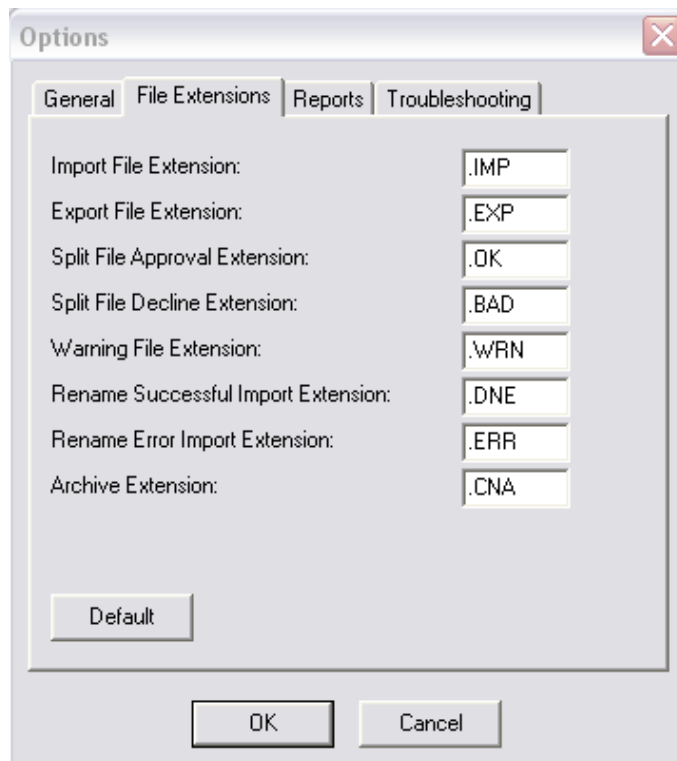 Options
General File Extensions Reports Troubleshooting
Import File Extension: .IMP
Export File Extension: .EXP
Split File Approval Extension: .OK
Split File Decline Extension: .BAD
Warning File Extension: .WRN
Rename Successful Import Extension: .DNE
Rename Error Import Extension: .ERR
Archive Extension: .CNA
Default
OK Cancel